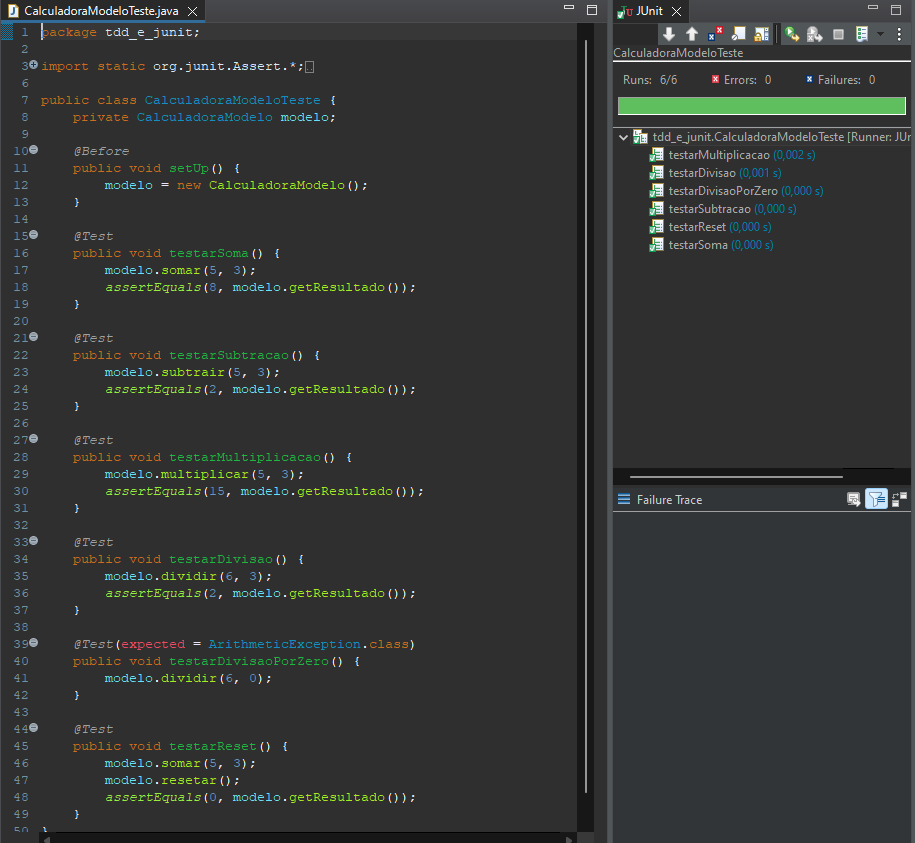 CalculadoraModeloTeste.java
1 package tdd_e_junit;
2
3 import static org.junit.Assert.*;
6
7 public class CalculadoraModeloTeste {
8     private CalculadoraModelo modelo;
9
10     @Before
11     public void setUp() {
12         modelo = new CalculadoraModelo();
13     }
14
15     @Test
16     public void testarSoma() {
17         modelo.somar(5, 3);
18         assertEquals(8, modelo.getResultado());
19     }
20
21     @Test
22     public void testarSubtracao() {
23         modelo.subtrair(5, 3);
24         assertEquals(2, modelo.getResultado());
25     }
26
27     @Test
28     public void testarMultiplicacao() {
29         modelo.multiplicar(5, 3);
30         assertEquals(15, modelo.getResultado());
31     }
32
33     @Test
34     public void testarDivisao() {
35         modelo.dividir(6, 3);
36         assertEquals(2, modelo.getResultado());
37     }
38
39     @Test(expected = ArithmeticException.class)
40     public void testarDivisaoPorZero() {
41         modelo.dividir(6, 0);
42     }
43
44     @Test
45     public void testarReset() {
46         modelo.somar(5, 3);
47         modelo.resetar();
48         assertEquals(0, modelo.getResultado());
49     }
50 }
JUnit
CalculadoraModeloTeste
Runs: 6/6 Errors: 0 Failures: 0
tdd_e_junit.CalculadoraModeloTeste [Runner: JUr
testarMultiplicacao (0,002 s)
testarDivisao (0,001 s)
testarDivisaoPorZero (0,000 s)
testarSubtracao (0,000 s)
testarReset (0,000 s)
testarSoma (0,000 s)
Failure Trace